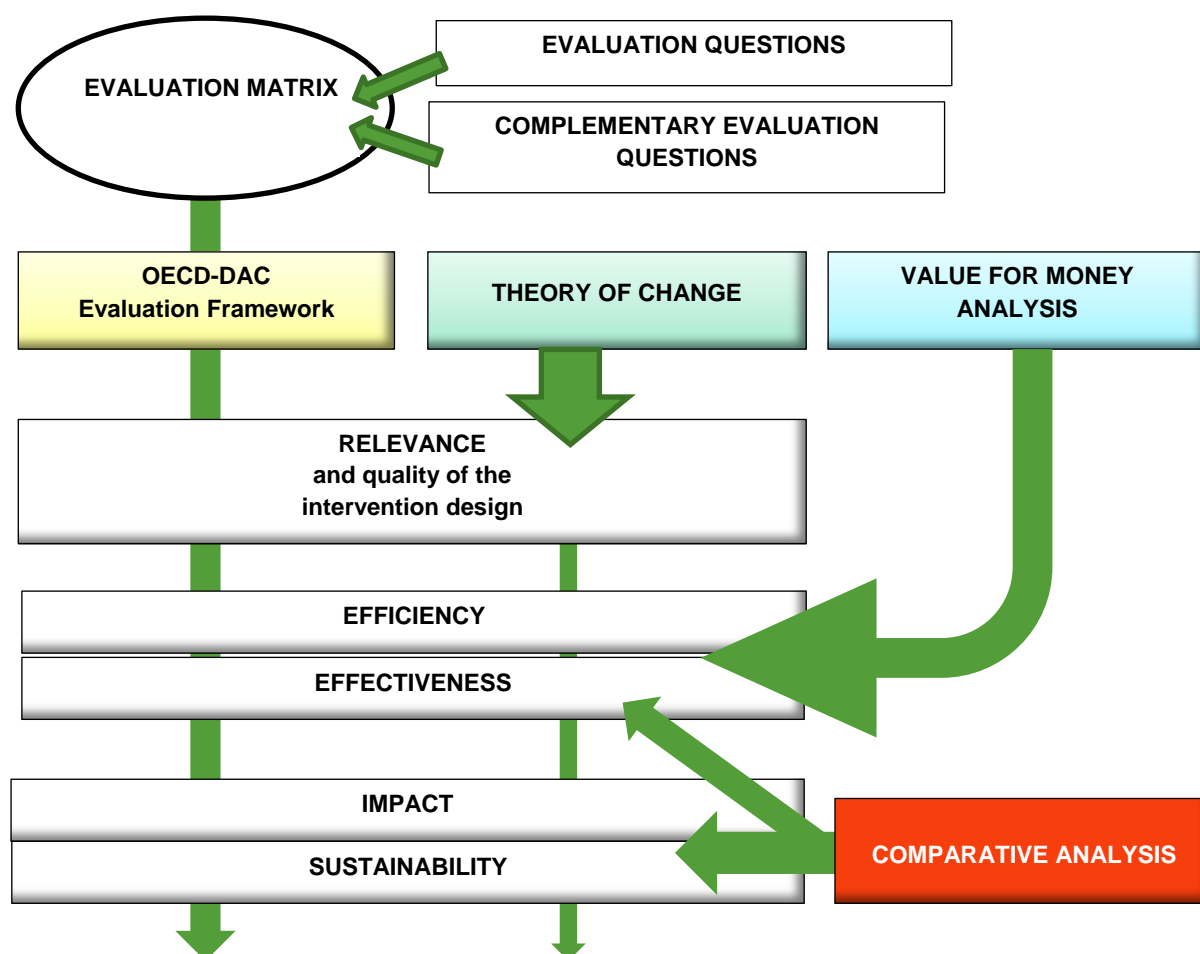 EVALUATION QUESTIONS
EVALUATION MATRIX
COMPLEMENTARY EVALUATION
QUESTIONS
OECD-DAC
Evaluation Framework
THEORY OF CHANGE
VALUE FOR MONEY
ANALYSIS
RELEVANCE
and quality of the
intervention design
EFFICIENCY
EFFECTIVENESS
IMPACT
SUSTAINABILITY
COMPARATIVE ANALYSIS